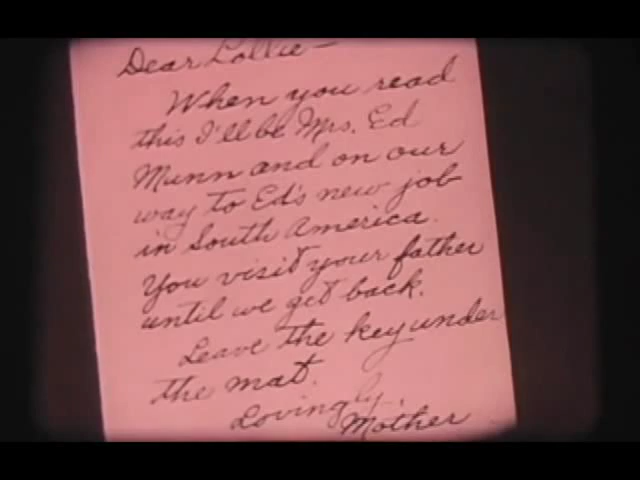 Dear Lollie—
When you read
this I'll be Mrs. Ed
Munn and on our
way to Ed's new job
in South America.
You visit your father
until we get back.
Leave the key under
the mat.
Lovingly,
Mother